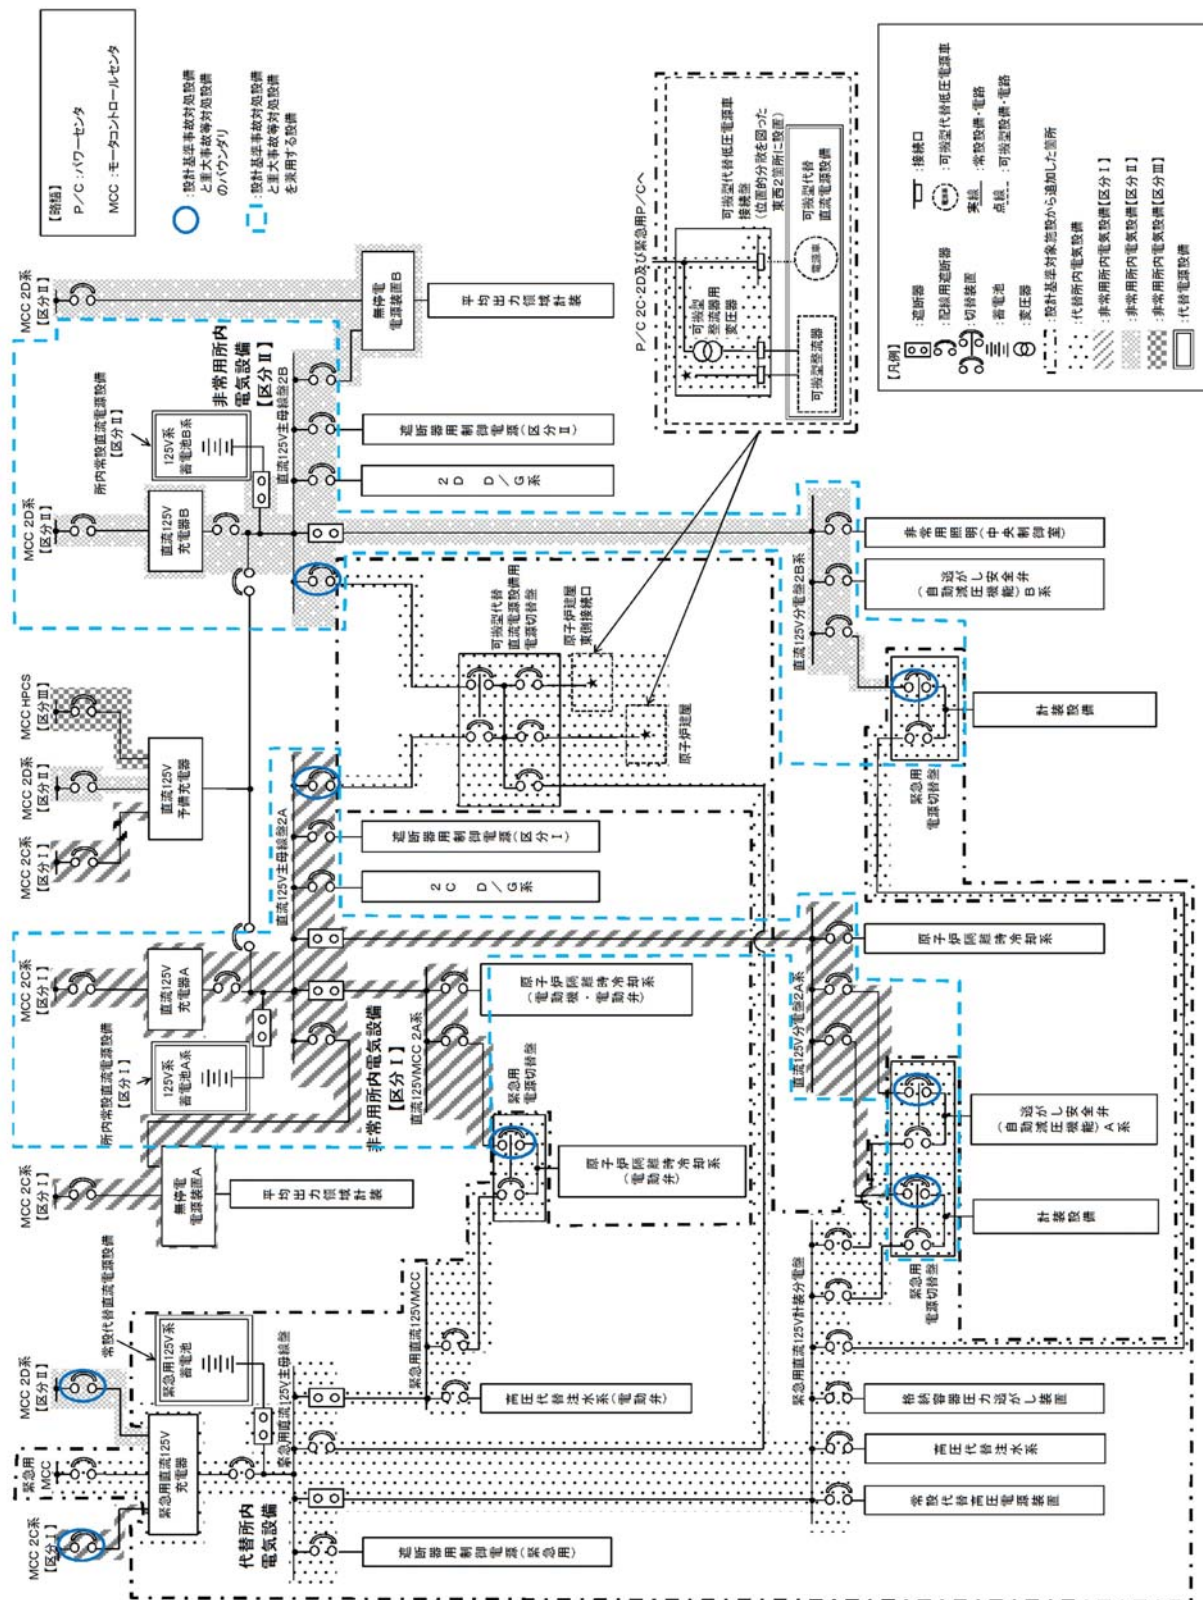 MCC 2C系
【区分Ⅰ】
緊急用
MCC
MCC 2D系
【区分Ⅱ】
緊急用直流125V
充電器
常設代替直流電源設備
緊急用125V系
蓄電池
代替所内
電気設備
緊急用直流125V主母線盤
遮断器用制御電源(緊急用)
緊急用直流125VMCC
高圧代替注水系(電動弁)
緊急用直流125V計装分電盤
常設代替高圧電源装置
高圧代替注水系
格納容器圧力逃がし装置
MCC 2C系
【区分Ⅰ】
無停電
電源装置A
平均出力領域計装
所内常設直流電源設備
【区分Ⅰ】
125V系
蓄電池A系
MCC 2C系
【区分Ⅰ】
直流125V
充電器A
非常用所内電気設備
【区分Ⅰ】
直流125V主母線盤2A
直流125VMCC 2A系
原子炉隔離時冷却系
(電動機・電動弁)
緊急用
電源切替盤
原子炉隔離時冷却系
(電動弁)
2C D/G系
遮断器用制御電源(区分Ⅰ)
直流125V分電盤2A系
原子炉隔離時冷却系
緊急用
電源切替盤
計装設備
逃がし安全弁
(自動減圧機能)A系
MCC 2C系
【区分Ⅰ】
MCC 2D系
【区分Ⅱ】
MCC HPCS
【区分Ⅲ】
直流125V
予備充電器
可搬型代替
直流電源設備用
電源切替盤
原子炉建屋
東側接続口
原子炉建屋
MCC 2D系
【区分Ⅱ】
直流125V
充電器B
所内常設直流電源設備
【区分Ⅱ】
125V系
蓄電池B系
非常用所内
電気設備
【区分Ⅱ】
直流125V主母線盤2B
2D D/G系
遮断器用制御電源(区分Ⅱ)
MCC 2D系
【区分Ⅱ】
無停電
電源装置B
平均出力領域計装
直流125V分電盤2B系
緊急用
電源切替盤
計装設備
逃がし安全弁
(自動減圧機能)B系
非常用照明(中央制御室)
P/C 2C・2D及び緊急用P/Cへ
可搬型
整流器用
変圧器
可搬型代替低圧電源車
接続盤
(位置的分散を図った
東西2箇所に設置)
可搬型整流器
電源車
可搬型代替
直流電源設備
【略語】
P/C :パワーセンタ
MCC :モータコントロールセンタ
:設計基準事故対処設備
と重大事故等対処設備
のバウンダリ
:設計基準事故対処設備
と重大事故等対処設備
を兼用する設備
【凡例】
:遮断器
:配線用遮断器
:切替装置
:蓄電池
:変圧器
:接続口
電源車
:可搬型代替低圧電源車
実線 :常設設備・電路
点線 :可搬型設備・電路
:設計基準対象施設から追加した箇所
:代替所内電気設備
:非常用所内電気設備【区分Ⅰ】
:非常用所内電気設備【区分Ⅱ】
:非常用所内電気設備【区分Ⅲ】
:代替電源設備